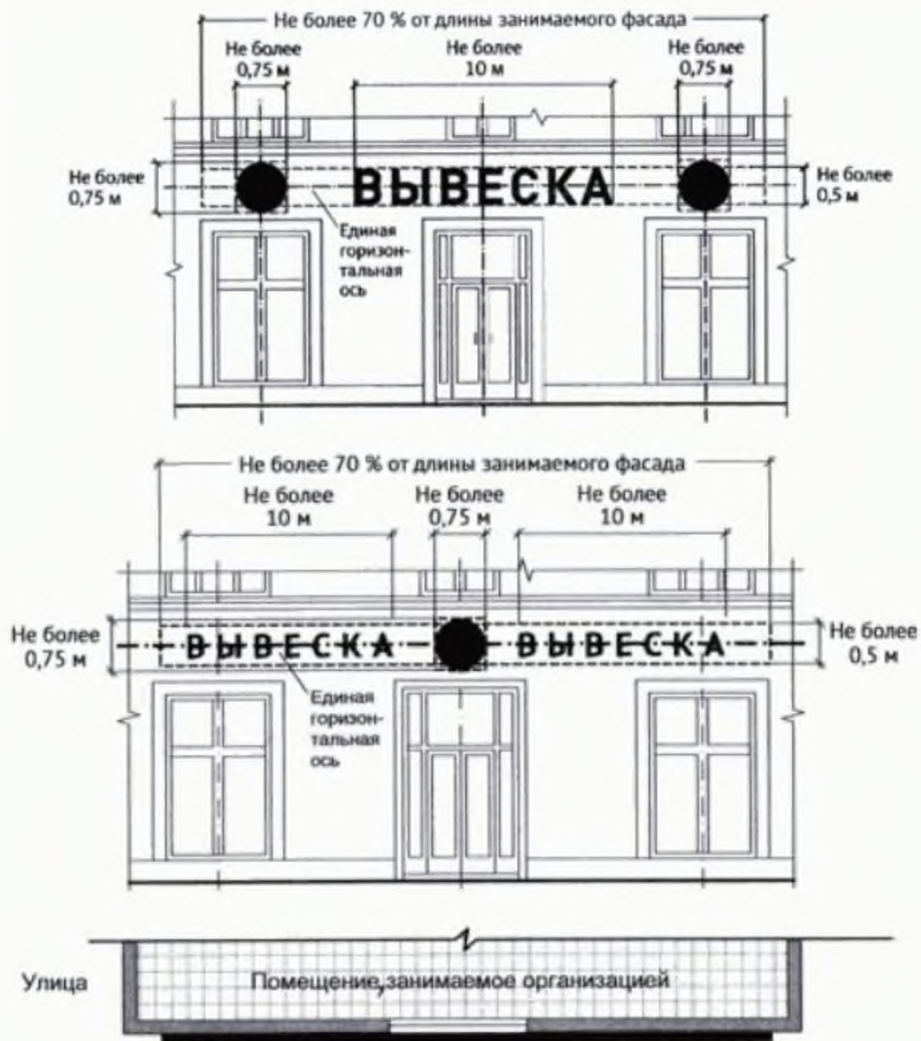 Не более 70 % от длины занимаемого фасада
Не более
0,75 м
Не более
10 м
Не более
0,75 м
Не более
0,75 м
ВЫВЕСКА
Не более
0,5 м
Единая
горизон-
тальная
ось
Не более 70 % от длины занимаемого фасада
Не более
10 м
Не более
0,75 м
Не более
10 м
Не более
0,75 м
ВЫВЕСКА
ВЫВЕСКА
Не более
0,5 м
Единая
горизон-
тальная
ось
Улица
Помещение,занимаемое организацией